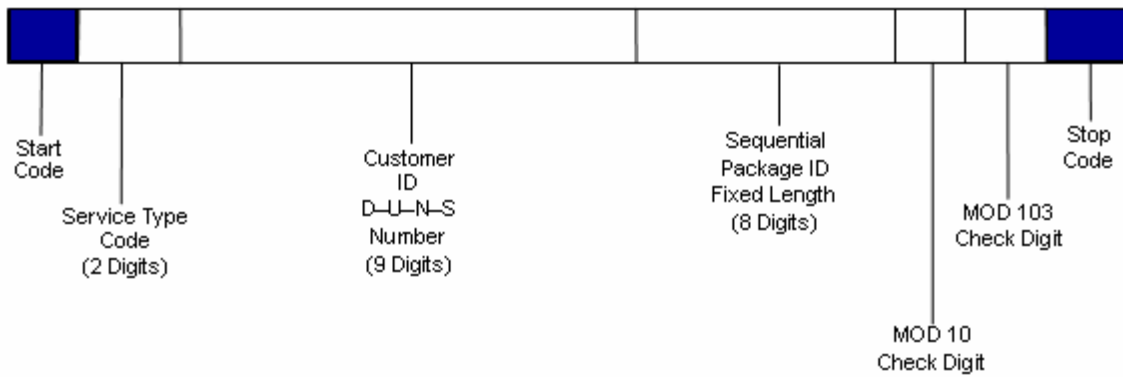 Start
Code
Service Type
Code
(2 Digits)
Customer
ID
D-U-N-S
Number
(9 Digits)
Sequential
Package ID
Fixed Length
(8 Digits)
MOD 10
Check Digit
MOD 103
Check Digit
Stop
Code